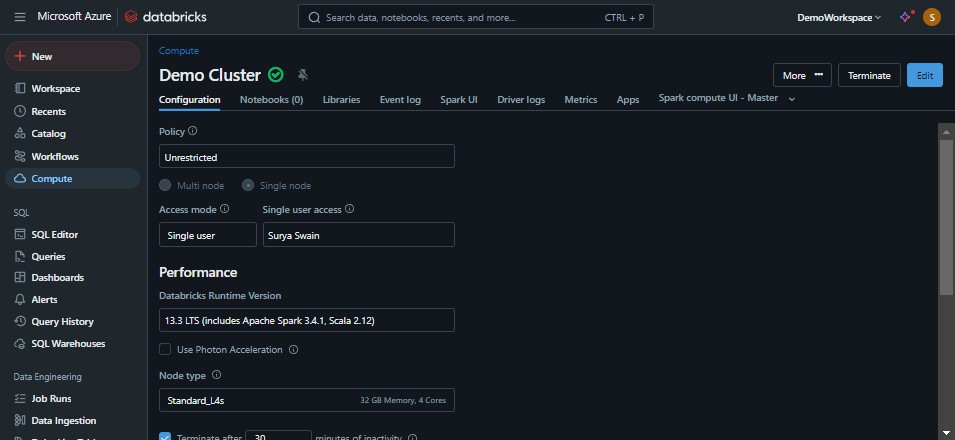 Microsoft Azure databricks Search data, notebooks, recents, and more... CTRL + P DemoWorkspace S
New
Workspace
Recents
Catalog
Workflows
Compute
SQL
SQL Editor
Queries
Dashboards
Alerts
Query History
SQL Warehouses
Data Engineering
Job Runs
Data Ingestion
Compute
Demo Cluster More ··· Terminate Edit
Configuration Notebooks (0) Libraries Event log Spark UI Driver logs Metrics Apps Spark compute UI - Master
Policy
Unrestricted
Multi node Single node
Access mode Single user access
Single user Surya Swain
Performance
Databricks Runtime Version
13.3 LTS (includes Apache Spark 3.4.1, Scala 2.12)
Use Photon Acceleration
Node type
Standard_L4s 32 GB Memory, 4 Cores
Terminate after 30 minutes of inactivity